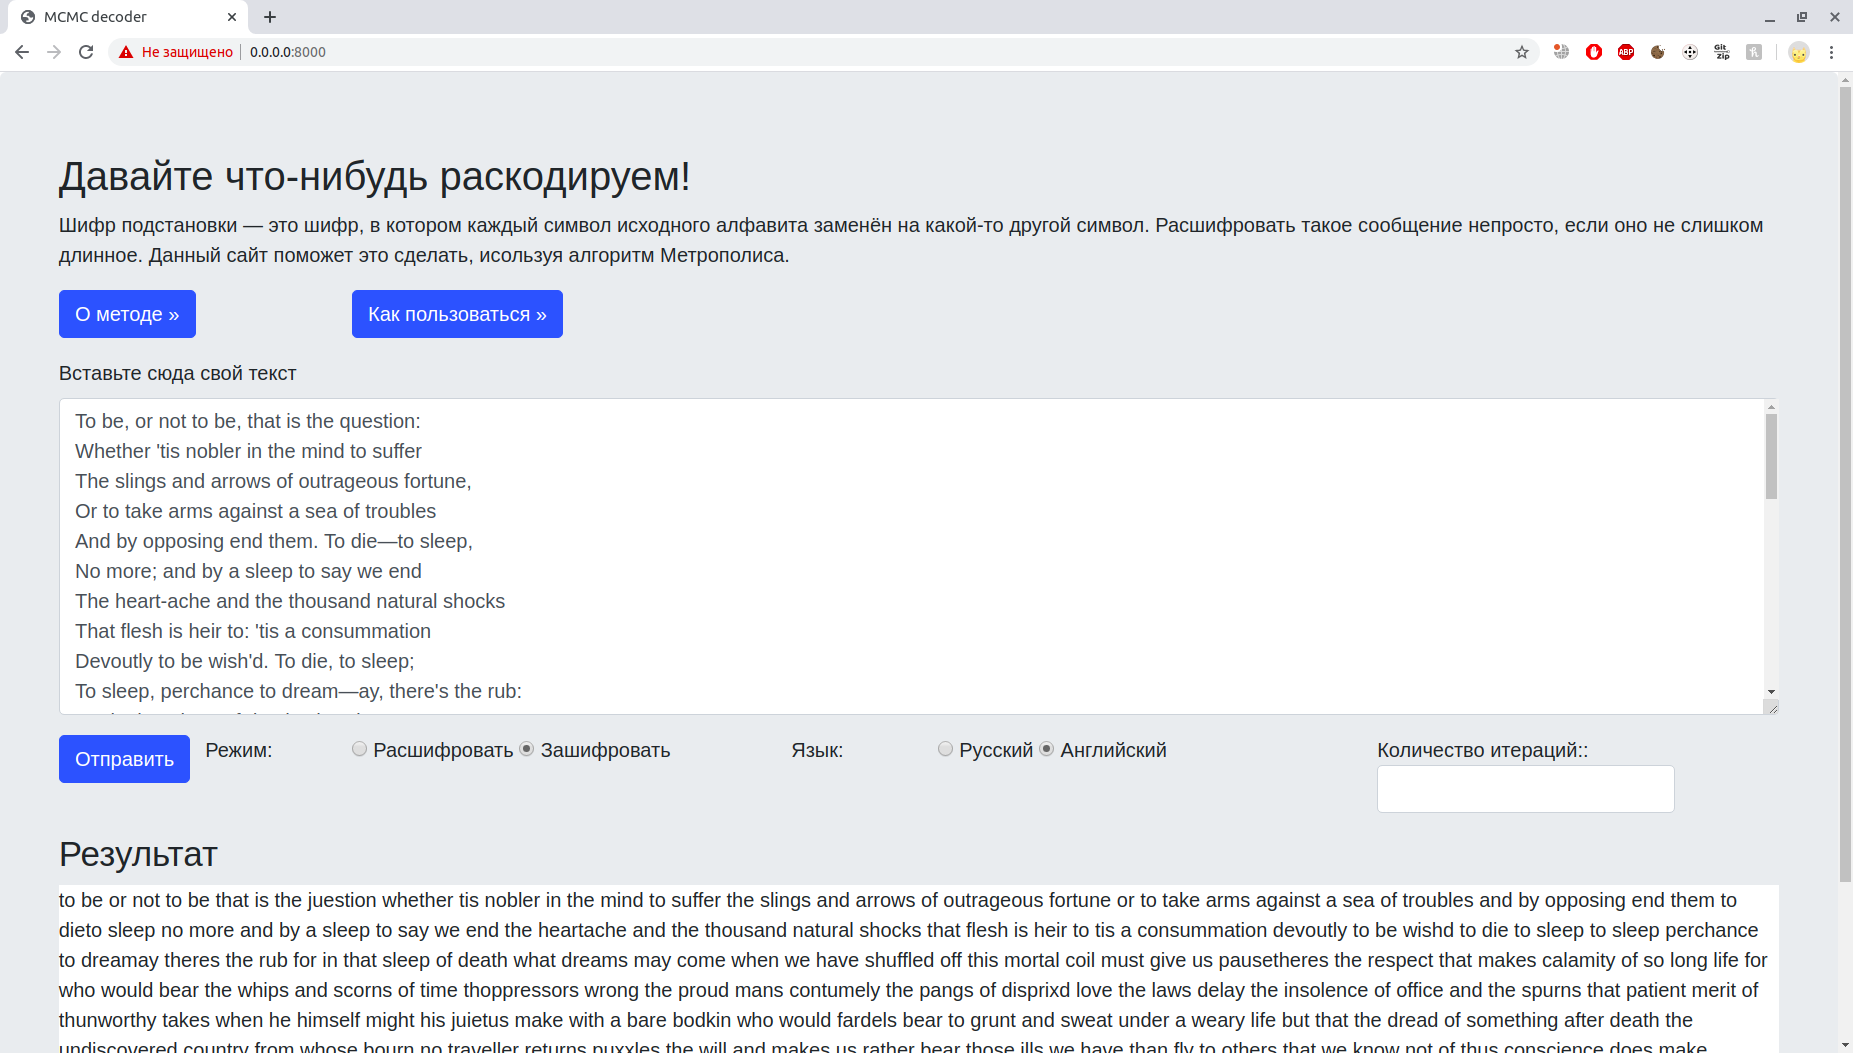 MCMC decoder
Не защищено 0.0.0.0:8000
ABP
Git
Zip
Давайте что-нибудь раскодируем!
Шифр подстановки — это шифр, в котором каждый символ исходного алфавита заменён на какой-то другой символ. Расшифровать такое сообщение непросто, если оно не слишком
длинное. Данный сайт поможет это сделать, исользуя алгоритм Метрополиса.
О методе » Как пользоваться »
Вставьте сюда свой текст
To be, or not to be, that is the question:
Whether 'tis nobler in the mind to suffer
The slings and arrows of outrageous fortune,
Or to take arms against a sea of troubles
And by opposing end them. To die—to sleep,
No more; and by a sleep to say we end
The heart-ache and the thousand natural shocks
That flesh is heir to: 'tis a consummation
Devoutly to be wish'd. To die, to sleep;
To sleep, perchance to dream—ay, there's the rub:
Отправить Режим: Расшифровать Зашифровать Язык: Русский Английский Количество итераций::
Результат
to be or not to be that is the juestion whether tis nobler in the mind to suffer the slings and arrows of outrageous fortune or to take arms against a sea of troubles and by opposing end them to
dieto sleep no more and by a sleep to say we end the heartache and the thousand natural shocks that flesh is heir to tis a consummation devoutly to be wishd to die to sleep to sleep perchance
to dreamay theres the rub for in that sleep of death what dreams may come when we have shuffled off this mortal coil must give us pausetheres the respect that makes calamity of so long life for
who would bear the whips and scorns of time thoppressors wrong the proud mans contumely the pangs of disprixd love the laws delay the insolence of office and the spurns that patient merit of
thunworthy takes when he himself might his juietus make with a bare bodkin who would fardels bear to grunt and sweat under a weary life but that the dread of something after death the
undiscovered country from whose bourn no traveller returns puxxles the will and makes us rather bear those ills we have than fly to others that we know not of thus conscience does make